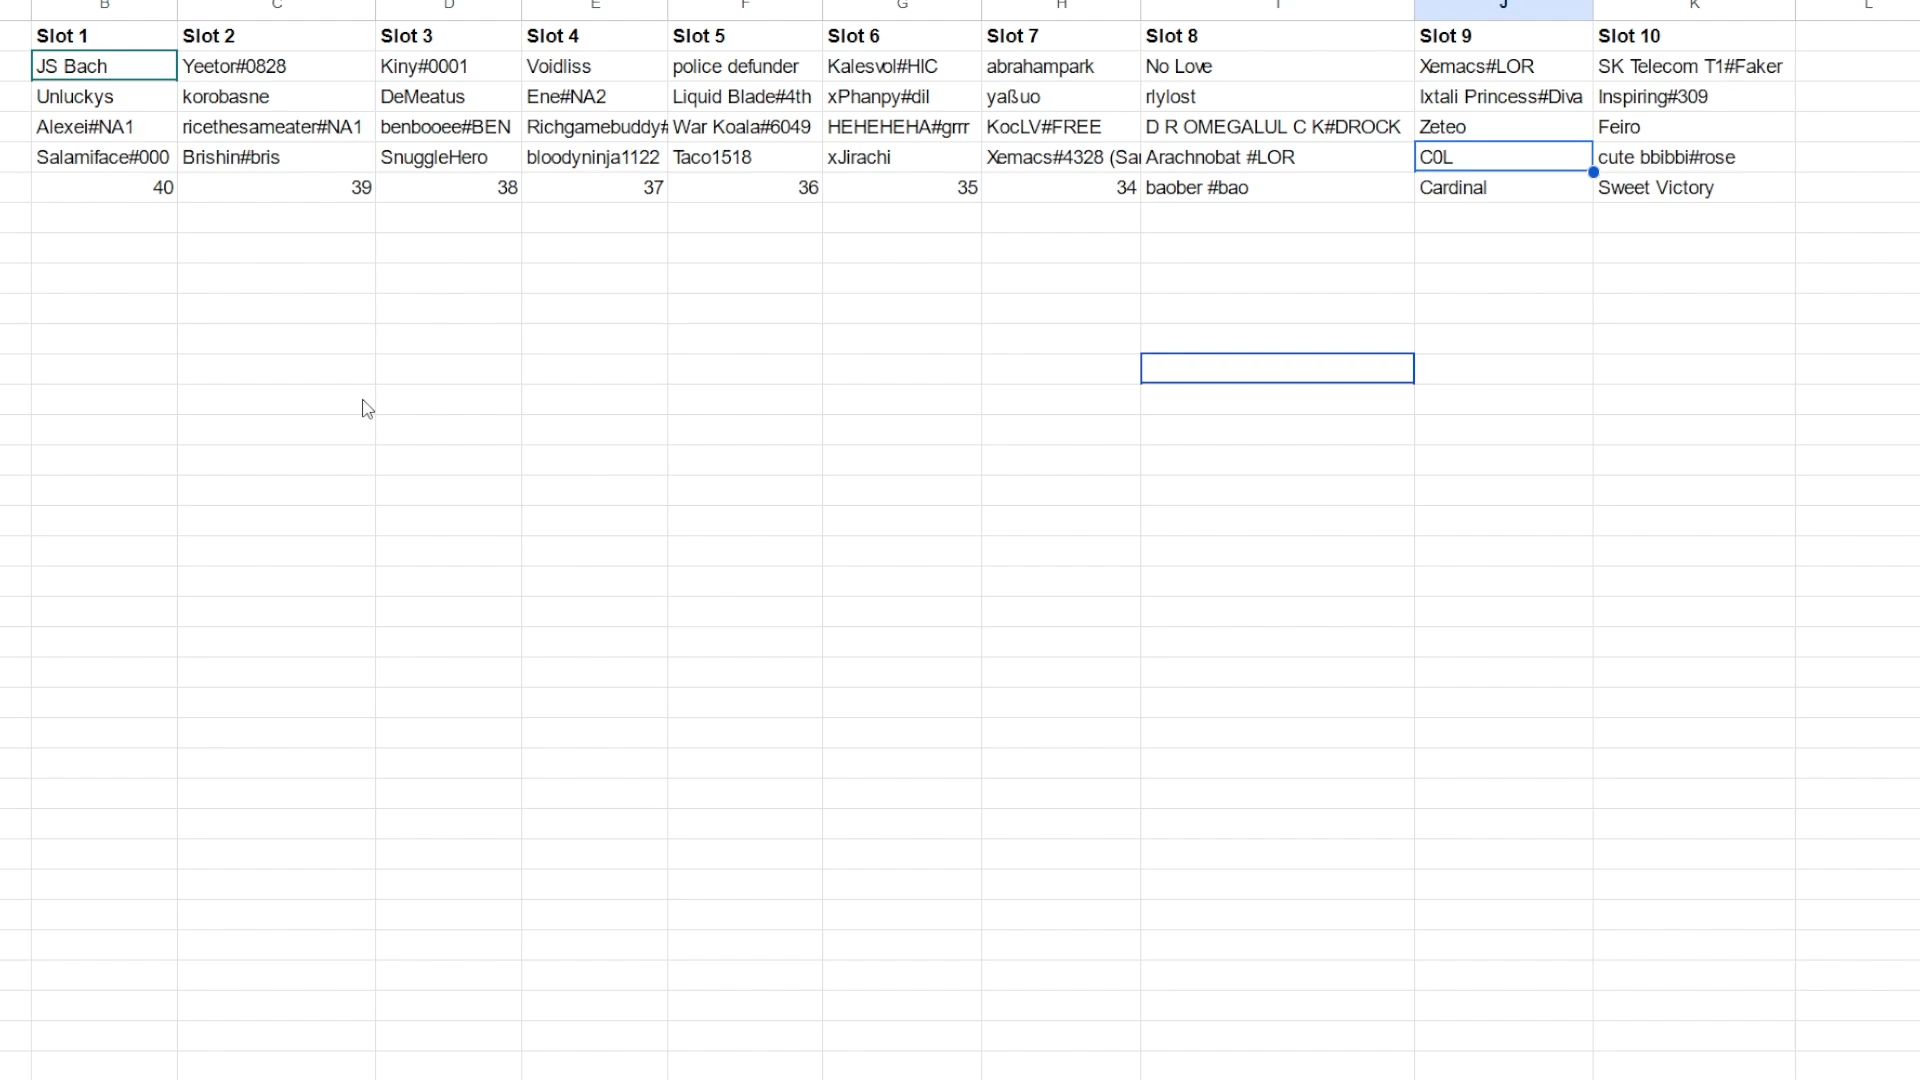 B C D E F G H I J K L
Slot 1 Slot 2 Slot 3 Slot 4 Slot 5 Slot 6 Slot 7 Slot 8 Slot 9 Slot 10
JS Bach Yeetor#0828 Kiny#0001 Voidliss police defunder Kalesvol#HIC abrahampark No Love Xemacs#LOR SK Telecom T1#Faker
Unluckys korobasne DeMeatus Ene#NA2 Liquid Blade#4th xPhanpy#dil yaßuo rlylost Ixtali Princess#Diva Inspiring#309
Alexei#NA1 ricethesameater#NA1 benbooee#BEN Richgamebuddy# War Koala#6049 HEHEHEHA#grrr KocLV#FREE D R OMEGALUL C K#DROCK Zeteo Feiro
Salamiface#000 Brishin#bris SnuggleHero bloodyninja1122 Taco1518 xJirachi Xemacs#4328 (Sar Arachnobat #LOR C0L cute bbibbi#rose
40 39 38 37 36 35 34 baober #bao Cardinal Sweet Victory